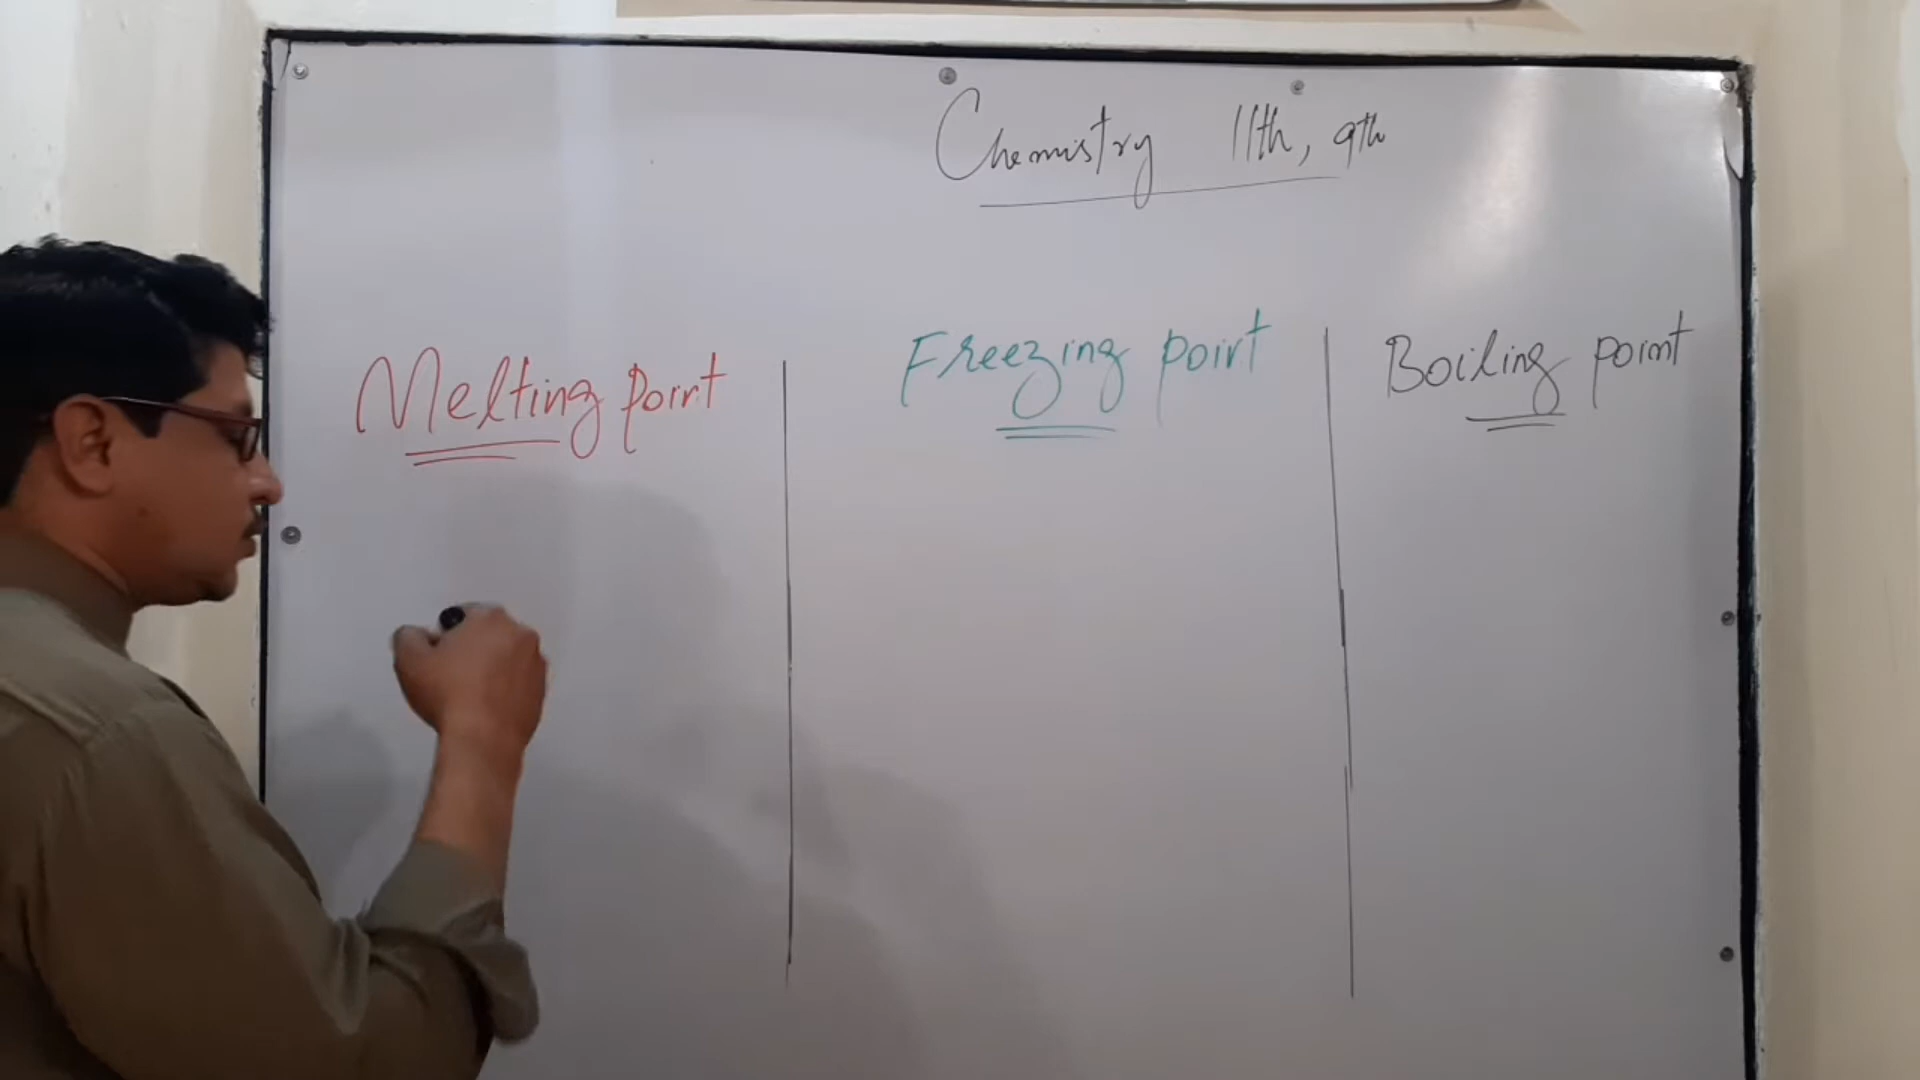 Chemistry 11th, 9th
Melting point
Freezing point
Boiling point